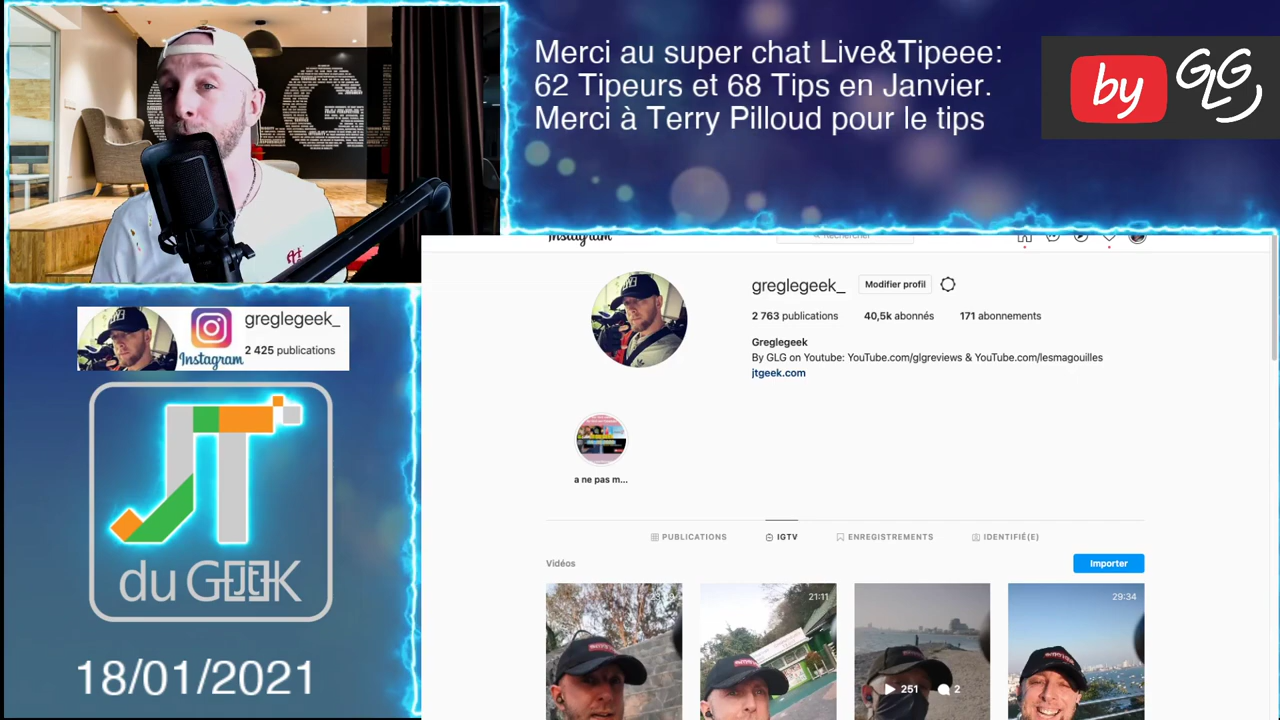 Merci au super chat Live&Tipeee:
62 Tipeurs et 68 Tips en Janvier.
Merci à Terry Pilloud pour le tips
by GLG
Instagram
Rechercher
greglegeek_
Modifier profil
2 763 publications 40,5k abonnés 171 abonnements
Greglegeek
By GLG on Youtube: YouTube.com/glgreviews & YouTube.com/lesmagouilles
jtgeek.com
a ne pas m...
PUBLICATIONS IGTV ENREGISTREMENTS IDENTIFIÉ(E)
Vidéos
Importer
21:11
29:34
251 2
greglegeek_
Instagram
2 425 publications
JT
du GEEK
18/01/2021